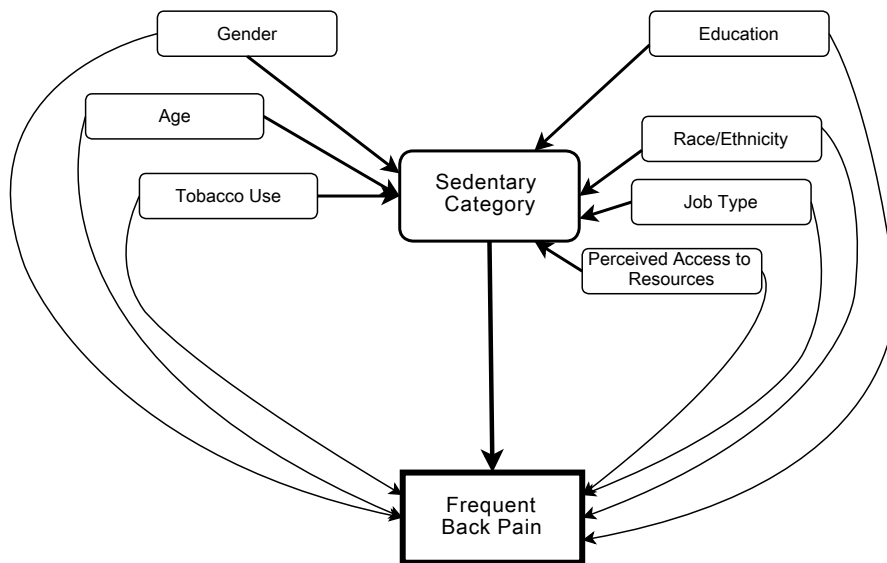 Gender
Education
Age
Race/Ethnicity
Tobacco Use
Sedentary
Category
Job Type
Perceived Access to
Resources
Frequent
Back Pain